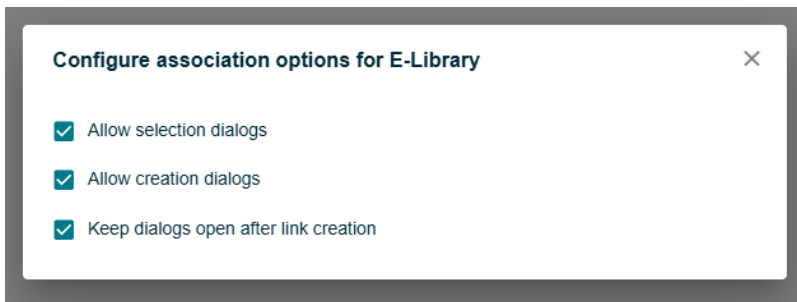 Configure association options for E-Library
Allow selection dialogs
Allow creation dialogs
Keep dialogs open after link creation